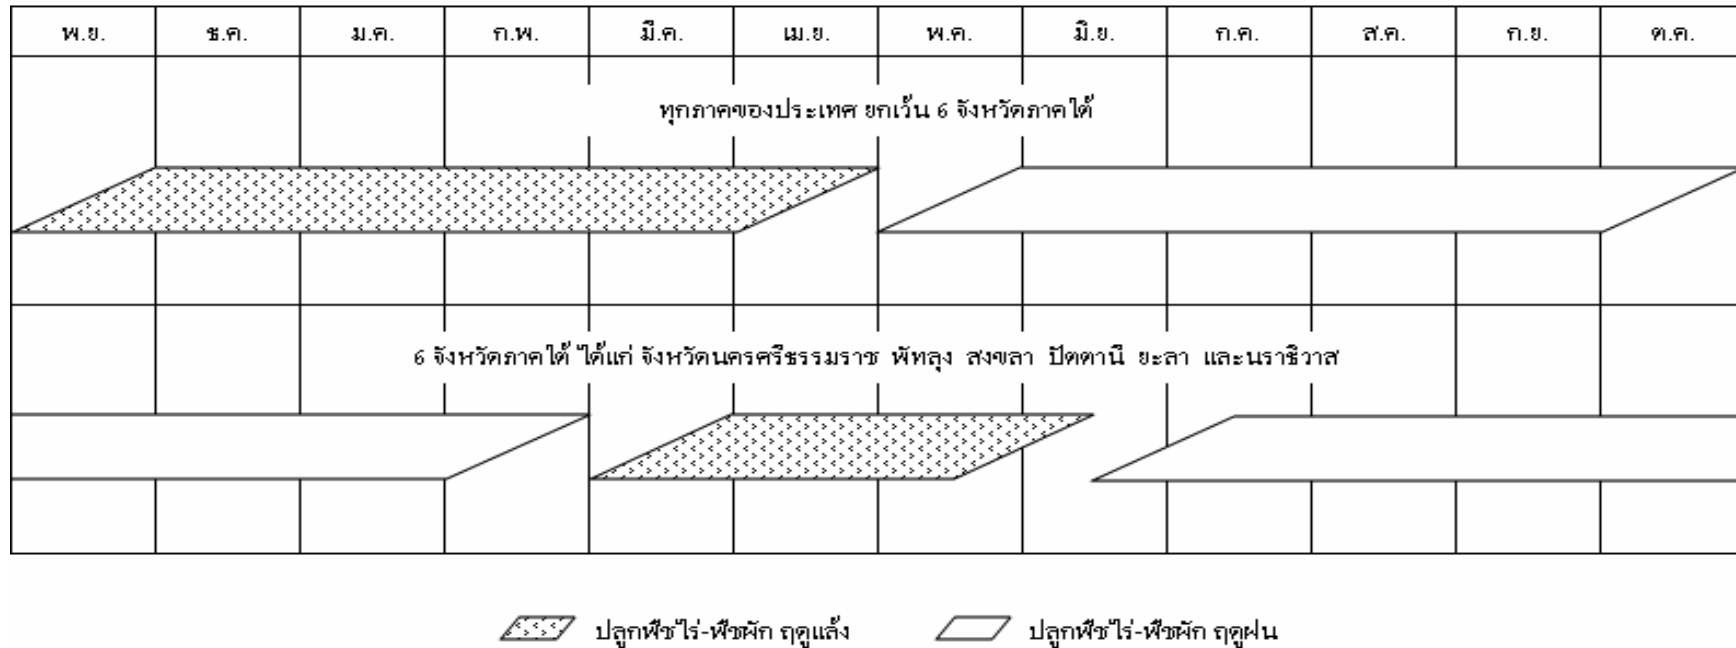 พ.ย. ธ.ค. ม.ค. ก.พ. มี.ค. เม.ย. พ.ค. มิ.ย. ก.ค. ส.ค. ก.ย. ต.ค.
ทุกภาคของประเทศ ยกเว้น 6 จังหวัดภาคใต้
6 จังหวัดภาคใต้ ได้แก่ จังหวัดนครศรีธรรมราช พัทลุง สงขลา ปัตตานี ยะลา และนราธิวาส
ปลูกพืชไร่-พืชผัก ฤดูแล้ง ปลูกพืชไร่-พืชผัก ฤดูฝน